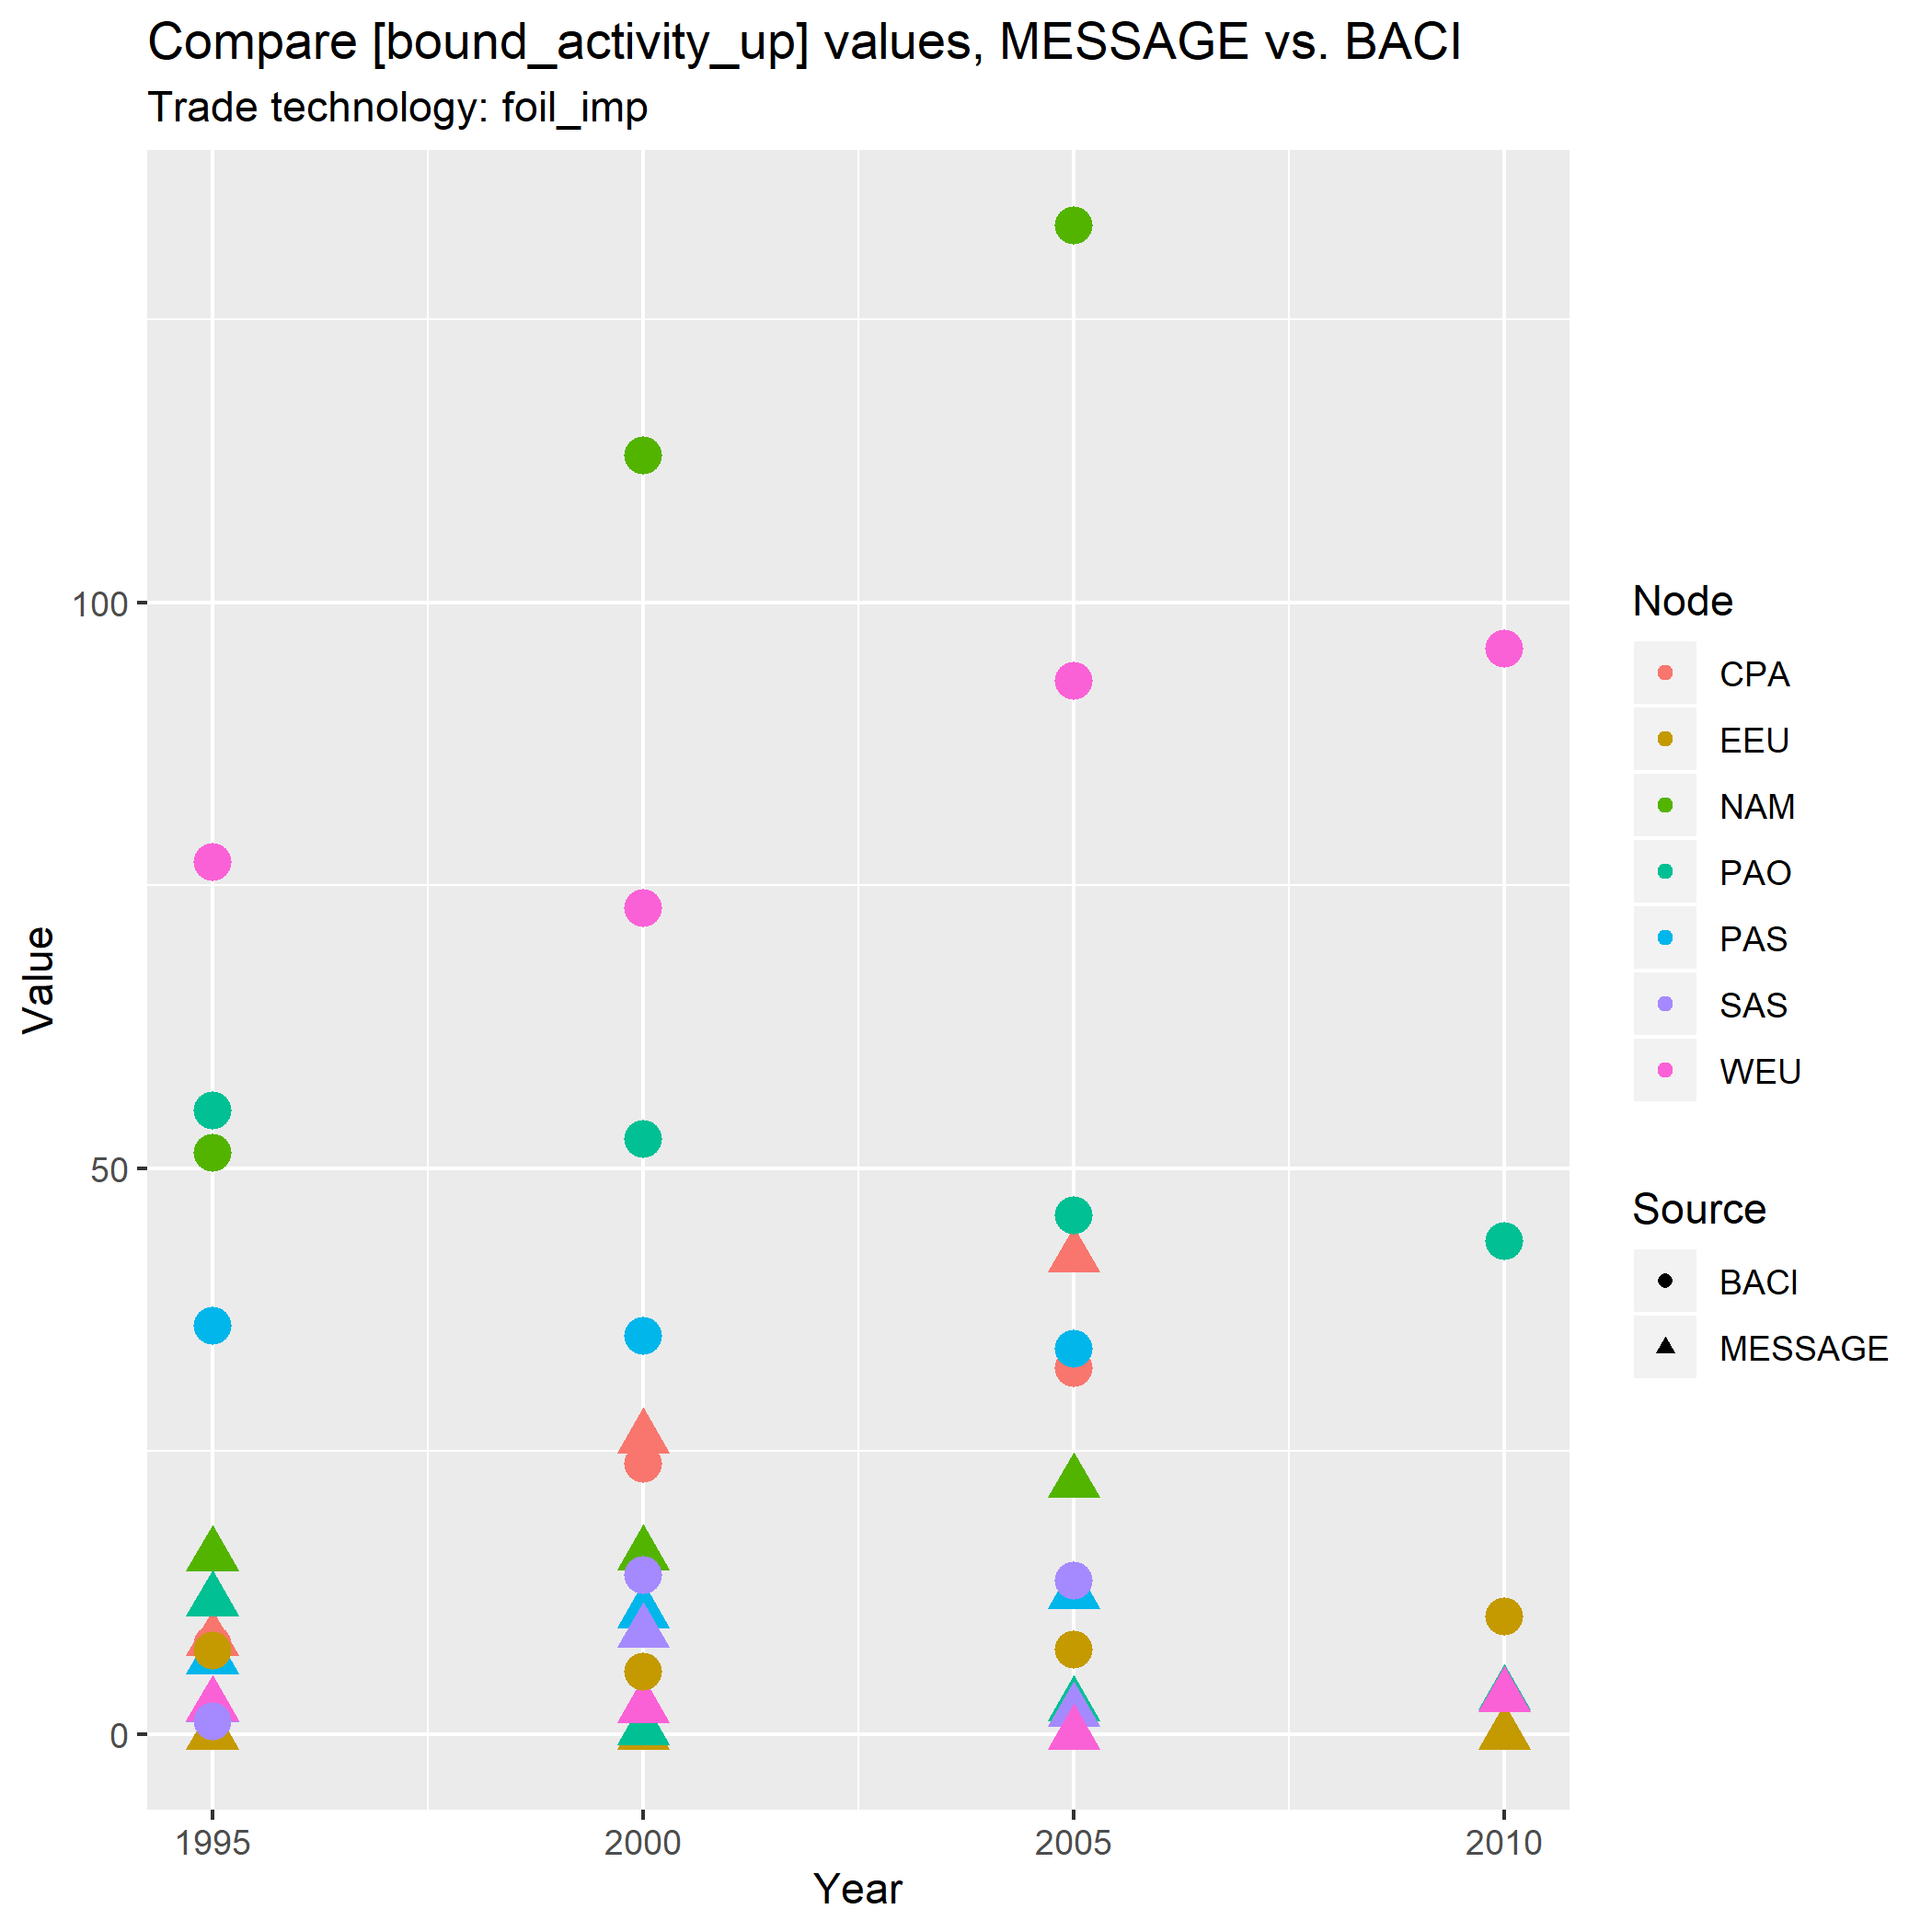 Compare [bound_activity_up] values, MESSAGE vs. BACI
Trade technology: foil_imp
Value
100
50
0
1995
2000
2005
2010
Year
Node
CPA
EEU
NAM
PAO
PAS
SAS
WEU
Source
BACI
MESSAGE